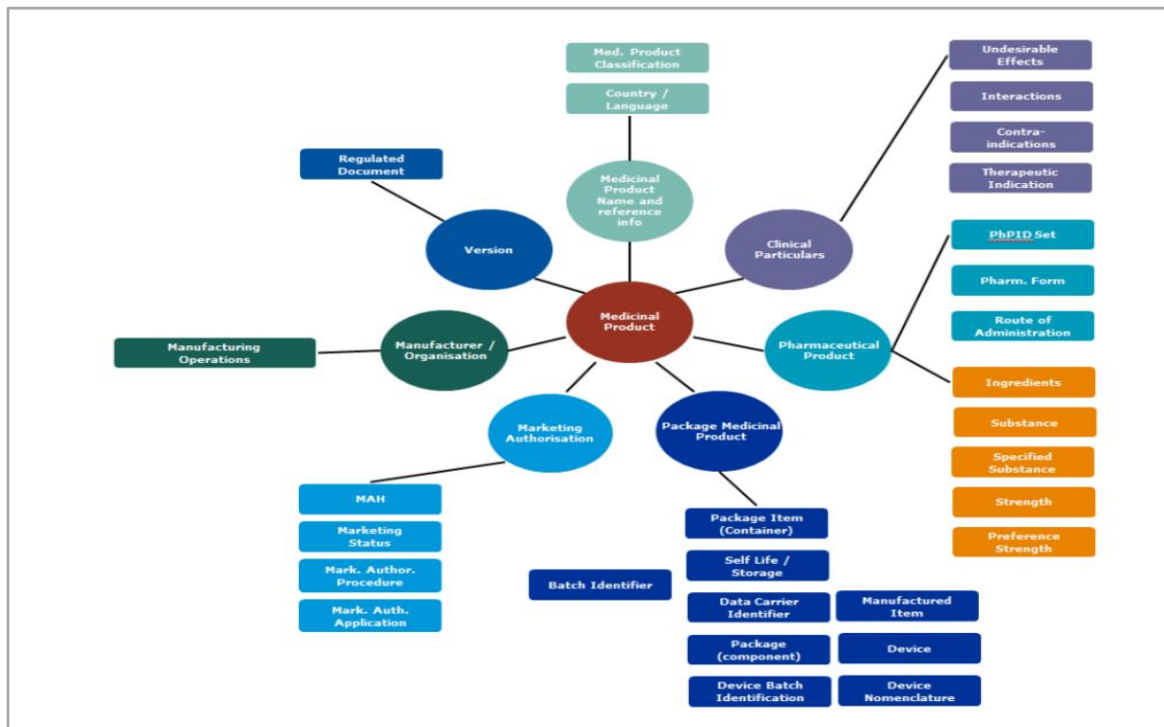 Med. Product
Classification
Country /
Language
Medicinal
Product
Name and
reference
info
Regulated
Document
Version
Clinical
Particulars
Undesirable
Effects
Interactions
Contra-
indications
Therapeutic
Indication
Medicinal
Product
Manufacturer /
Organisation
Manufacturing
Operations
Pharmaceutical
Product
PhPID Set
Pharm. Form
Route of
Administration
Ingredients
Substance
Specified
Substance
Strength
Preference
Strength
Marketing
Authorisation
MAH
Marketing
Status
Mark. Author.
Procedure
Mark. Auth.
Application
Package Medicinal
Product
Package Item
(Container)
Self Life /
Storage
Batch Identifier
Data Carrier
Identifier
Manufactured
Item
Package
(component)
Device
Device Batch
Identification
Device
Nomenclature